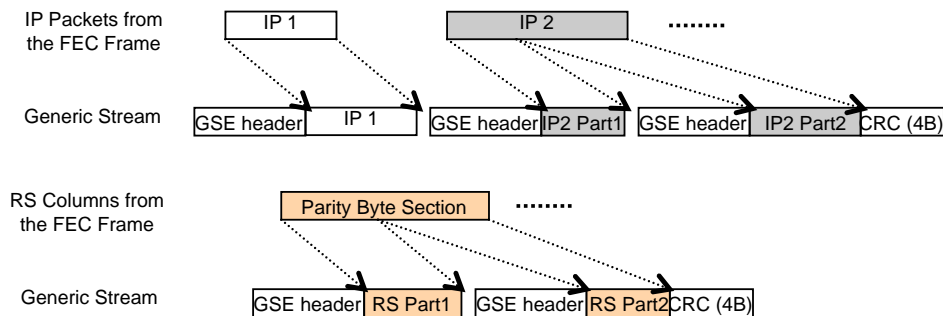 IP Packets from
the FEC Frame
IP 1
IP 2
Generic Stream
GSE header
IP 1
GSE header
IP2 Part1
GSE header
IP2 Part2
CRC (4B)
RS Columns from
the FEC Frame
Parity Byte Section
Generic Stream
GSE header
RS Part1
GSE header
RS Part2
CRC (4B)